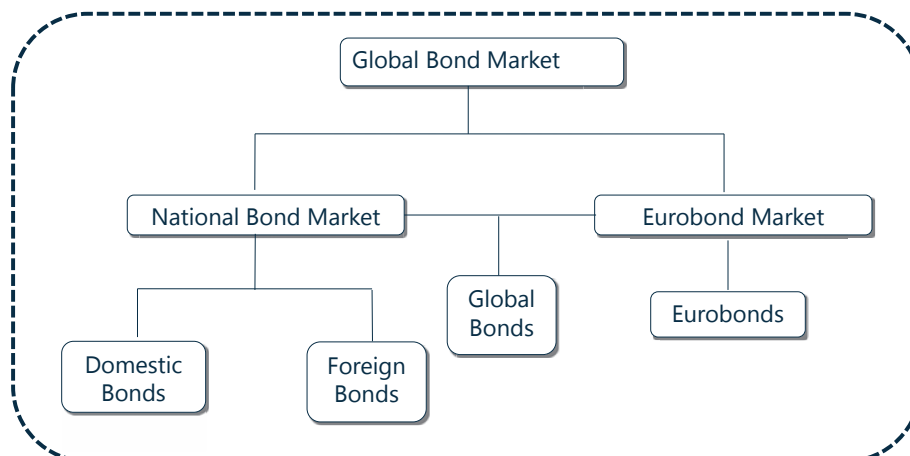 Global Bond Market
National Bond Market
Eurobond Market
Global
Bonds
Eurobonds
Domestic
Bonds
Foreign
Bonds